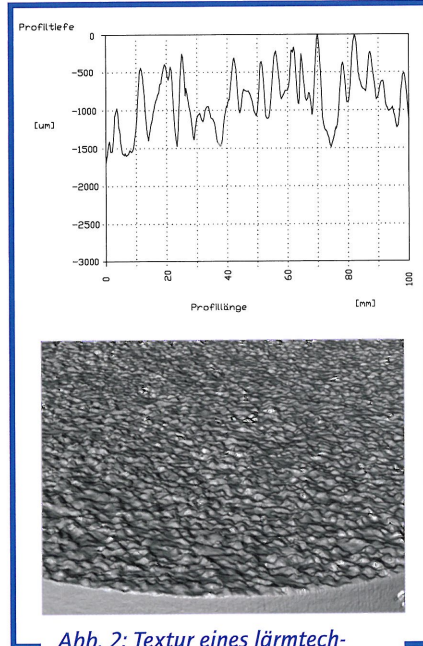 Profiltiefe
0
-500
[um]
-1000
-1500
-2000
-2500
-3000
0
20
40
60
80
100
Profillänge
[mm]
Abb. 2: Textur eines lärmtech-